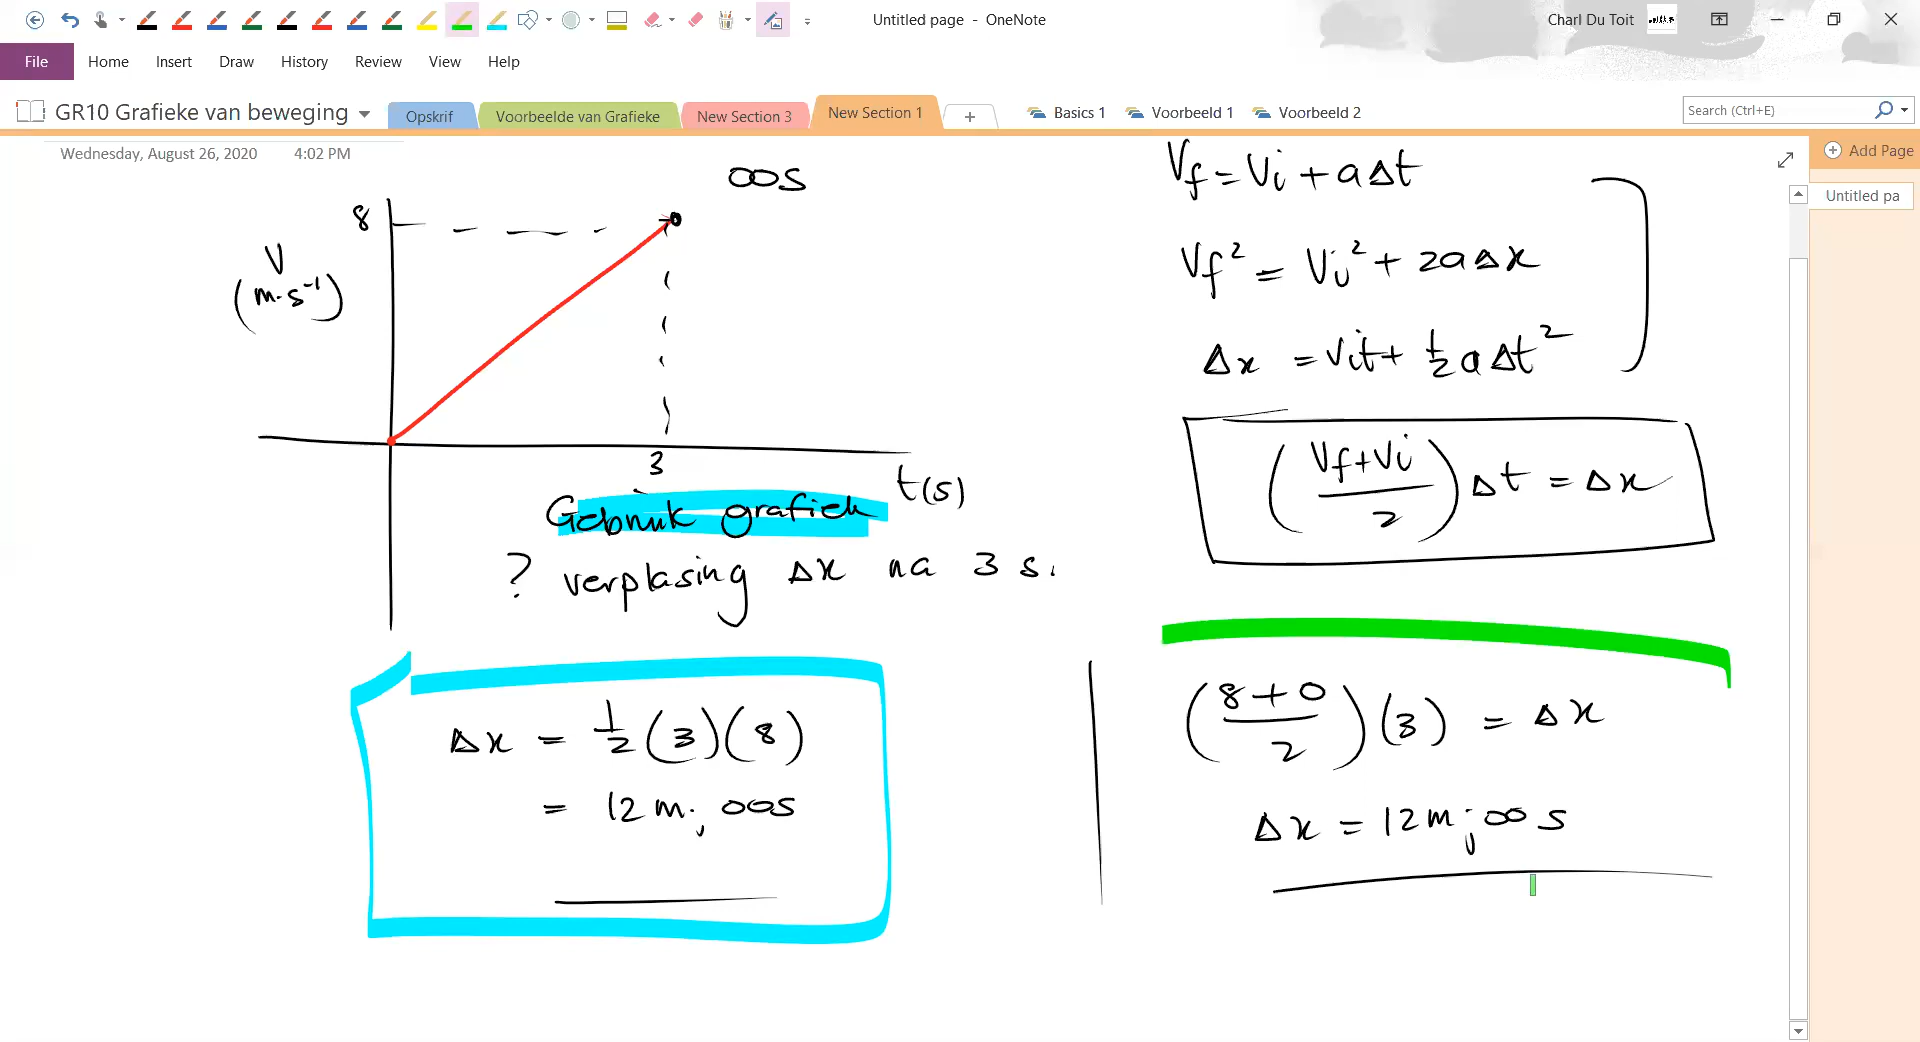 Untitled page - OneNote
Charl Du Toit
File Home Insert Draw History Review View Help
GR10 Grafieke van beweging
Opskrif
Voorbeelde van Grafieke
New Section 3
New Section 1
+
Basics 1
Voorbeeld 1
Voorbeeld 2
Search (Ctrl+E)
Wednesday, August 26, 2020 4:02 PM
Add Page
Untitled pa
oos
8
V
(m·s⁻¹)
3
t(s)
Gebruik grafiek
? verplasing Δx na 3 s.
Δx = ½(3)(8)
= 12 m; oos
Vf = Vi + aΔt
Vf² = Vi² + 2aΔx
Δx = Vit + ½aΔt²
((Vf+Vi)/2)Δt = Δx
((8+0)/2)(3) = Δx
Δx = 12m; oos